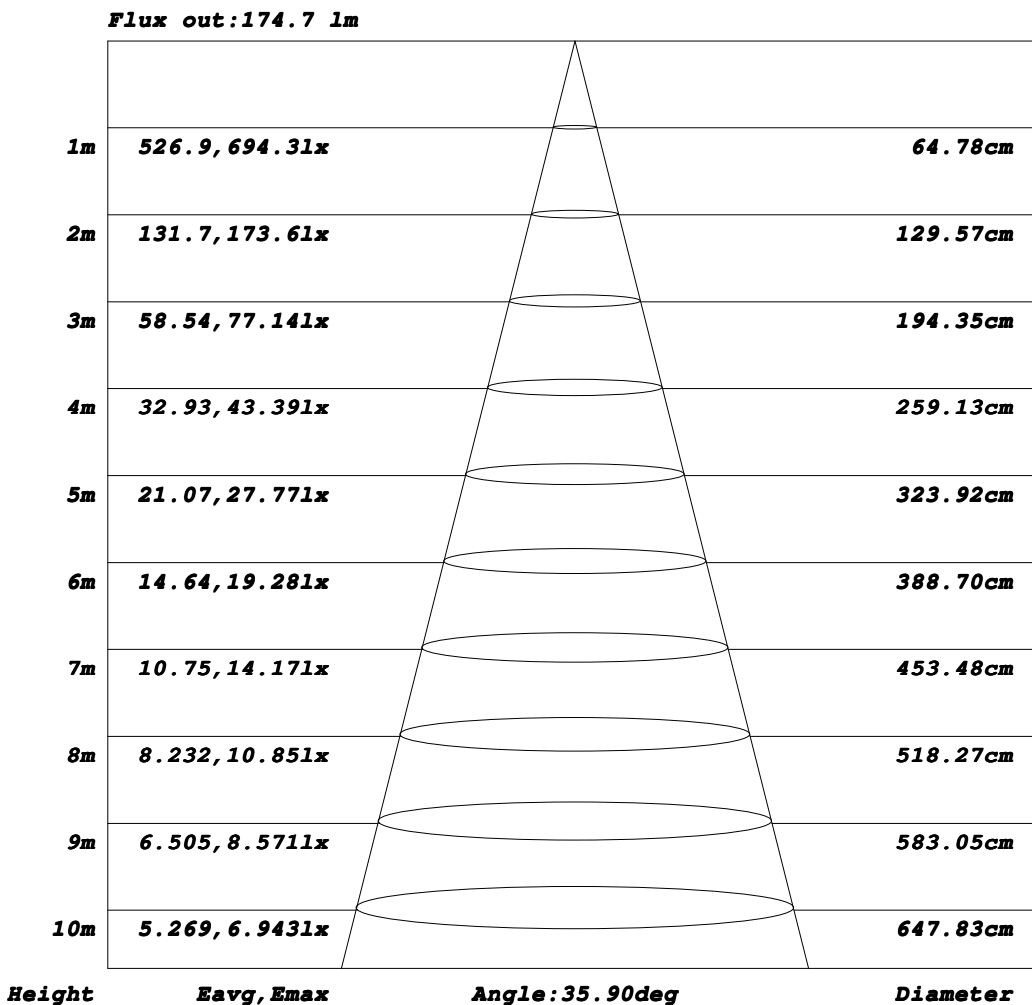 Flux out:174.7 lm
1m 526.9,694.3lx 64.78cm
2m 131.7,173.6lx 129.57cm
3m 58.54,77.14lx 194.35cm
4m 32.93,43.39lx 259.13cm
5m 21.07,27.77lx 323.92cm
6m 14.64,19.28lx 388.70cm
7m 10.75,14.17lx 453.48cm
8m 8.232,10.85lx 518.27cm
9m 6.505,8.571lx 583.05cm
10m 5.269,6.943lx 647.83cm
Height Eavg,Emax Angle:35.90deg Diameter